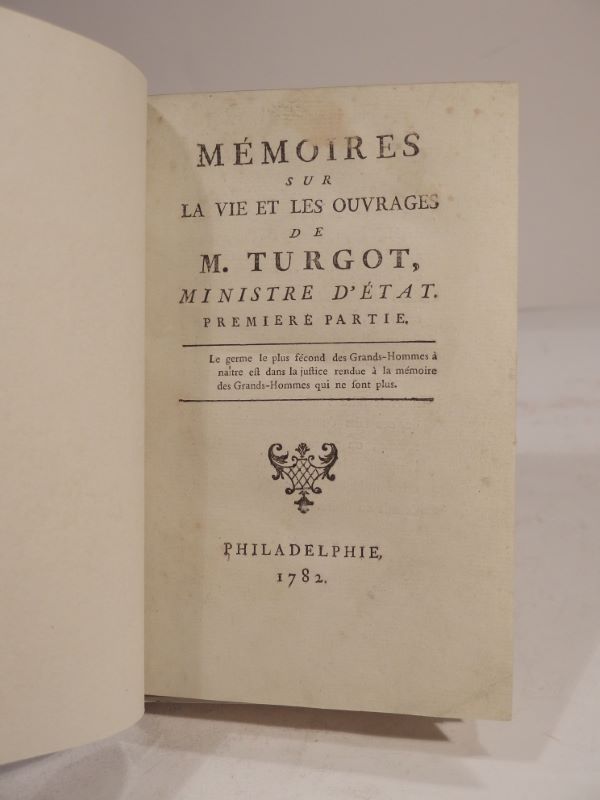 MÉMOIRES
SUR
LA VIE ET LES OUVRAGES
DE
M. TURGOT,
MINISTRE D'ÉTAT.
PREMIERE PARTIE.
Le germe le plus fécond des Grands-Hommes à
naître eſt dans la juſtice rendue à la mémoire
des Grands-Hommes qui ne ſont plus.
PHILADELPHIE,
1782.